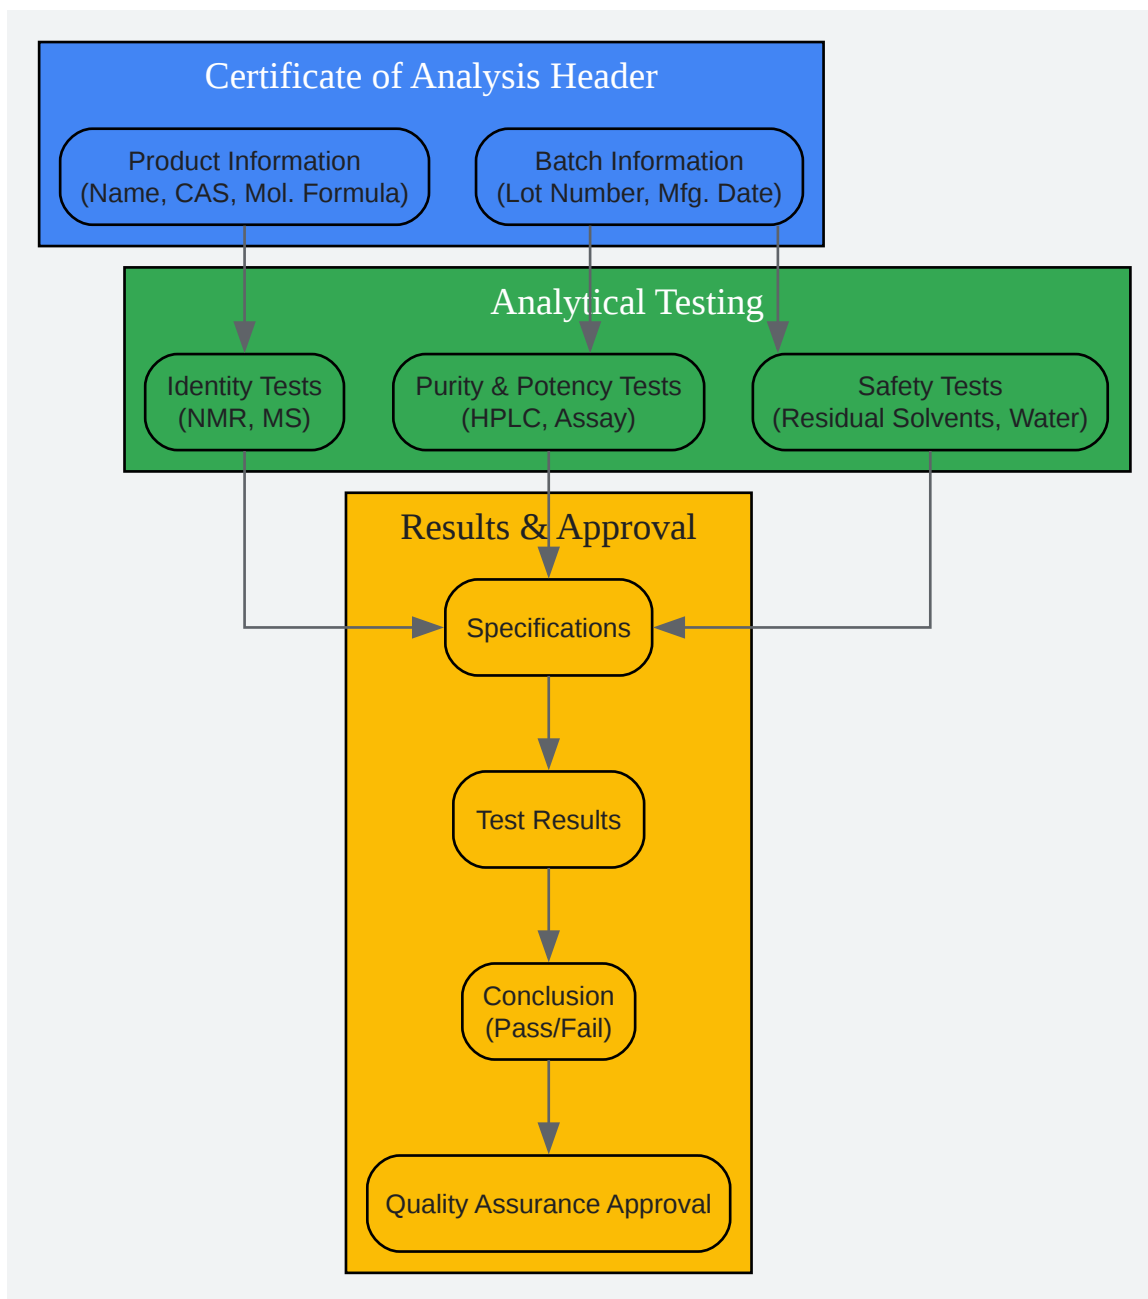 Certificate of Analysis Header
Product Information
(Name, CAS, Mol. Formula)
Batch Information
(Lot Number, Mfg. Date)
Analytical Testing
Identity Tests
(NMR, MS)
Purity & Potency Tests
(HPLC, Assay)
Safety Tests
(Residual Solvents, Water)
Results & Approval
Specifications
Test Results
Conclusion
(Pass/Fail)
Quality Assurance Approval